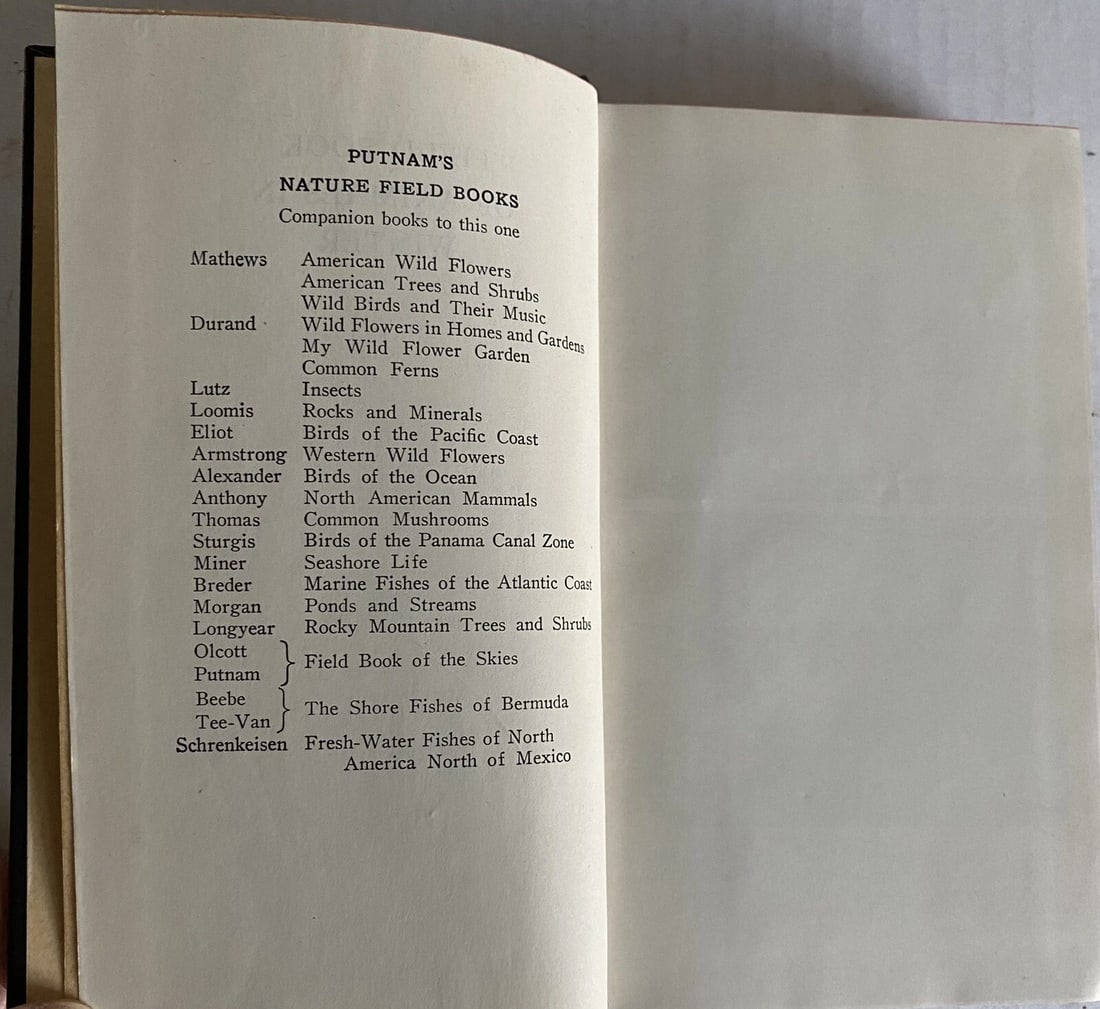 PUTNAM'S
NATURE FIELD BOOKS
Companion books to this one
Mathews American Wild Flowers
American Trees and Shrubs
Wild Birds and Their Music
Durand Wild Flowers in Homes and Gardens
My Wild Flower Garden
Common Ferns
Lutz Insects
Loomis Rocks and Minerals
Eliot Birds of the Pacific Coast
Armstrong Western Wild Flowers
Alexander Birds of the Ocean
Anthony North American Mammals
Thomas Common Mushrooms
Sturgis Birds of the Panama Canal Zone
Miner Seashore Life
Breder Marine Fishes of the Atlantic Coast
Morgan Ponds and Streams
Longyear Rocky Mountain Trees and Shrubs
Olcott
Putnam } Field Book of the Skies
Beebe
Tee-Van } The Shore Fishes of Bermuda
Schrenkeisen Fresh-Water Fishes of North
America North of Mexico